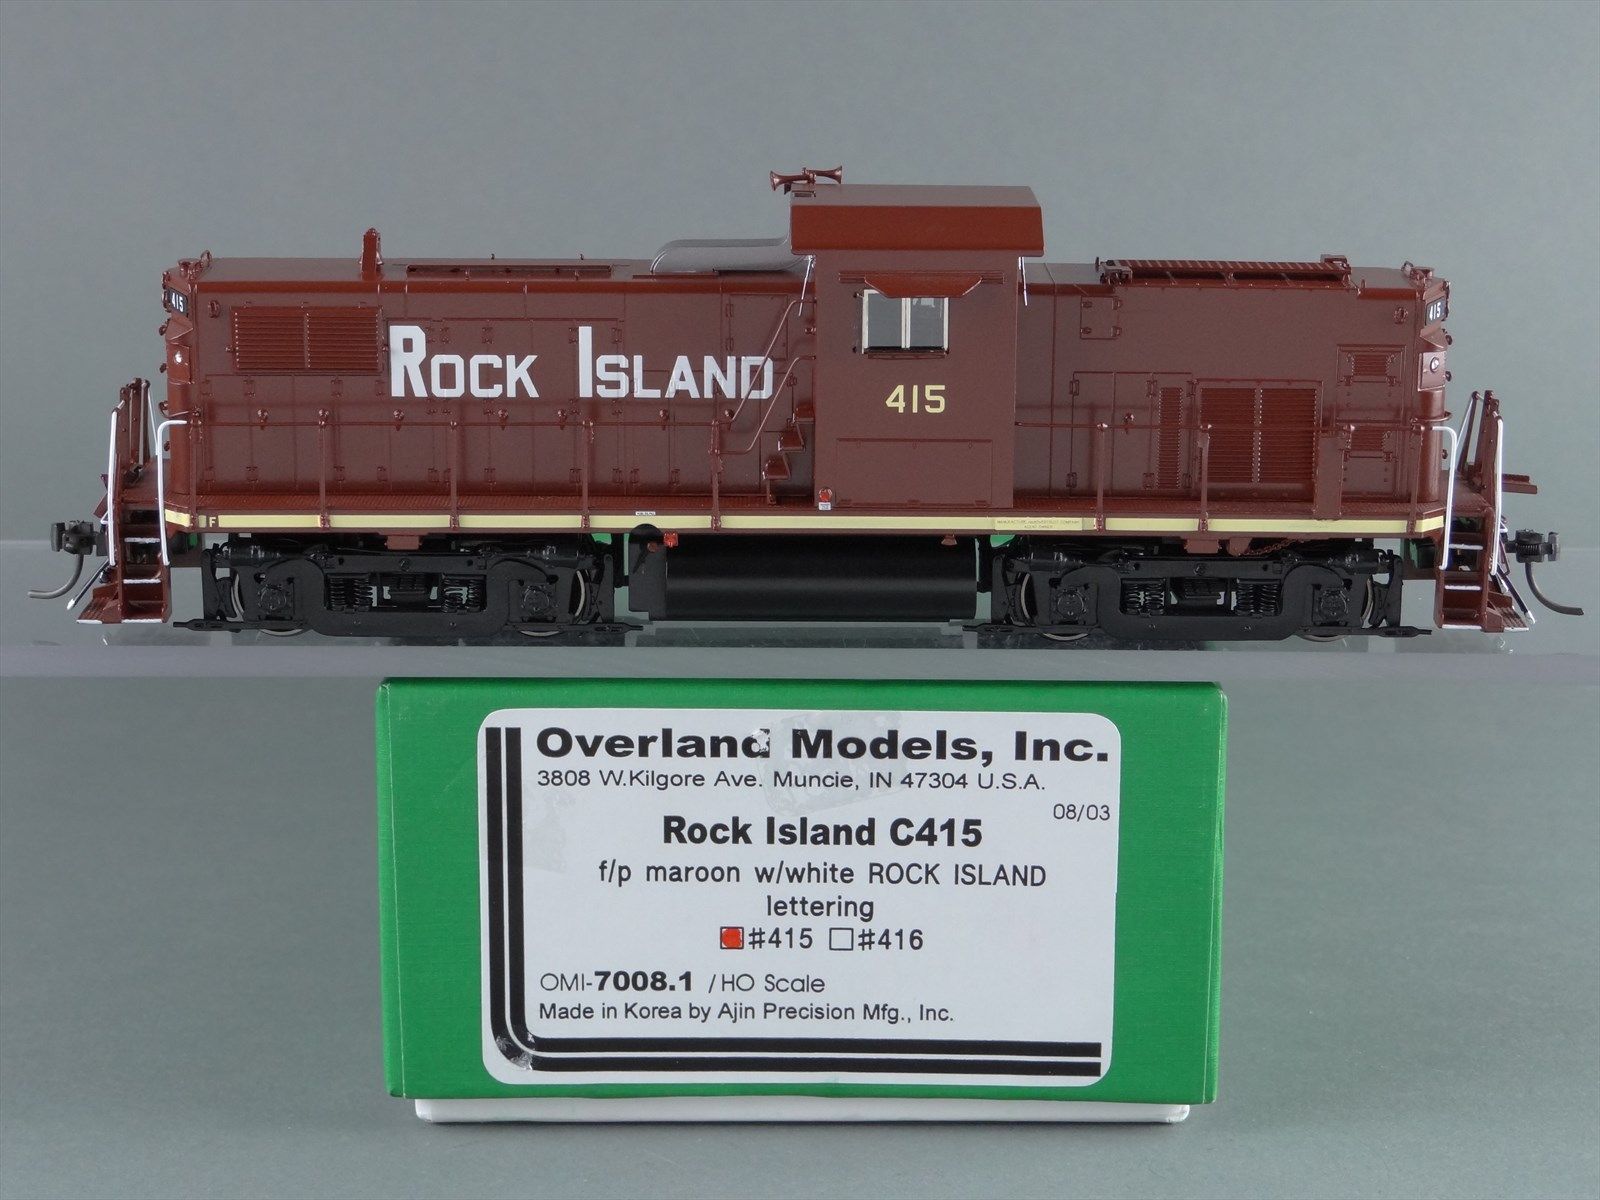 415
415
ROCK ISLAND
415
F
Overland Models, Inc.
3808 W.Kilgore Ave. Muncie, IN 47304 U.S.A.
08/03
Rock Island C415
f/p maroon w/white ROCK ISLAND
lettering
#415 #416
OMI-7008.1 /HO Scale
Made in Korea by Ajin Precision Mfg., Inc.